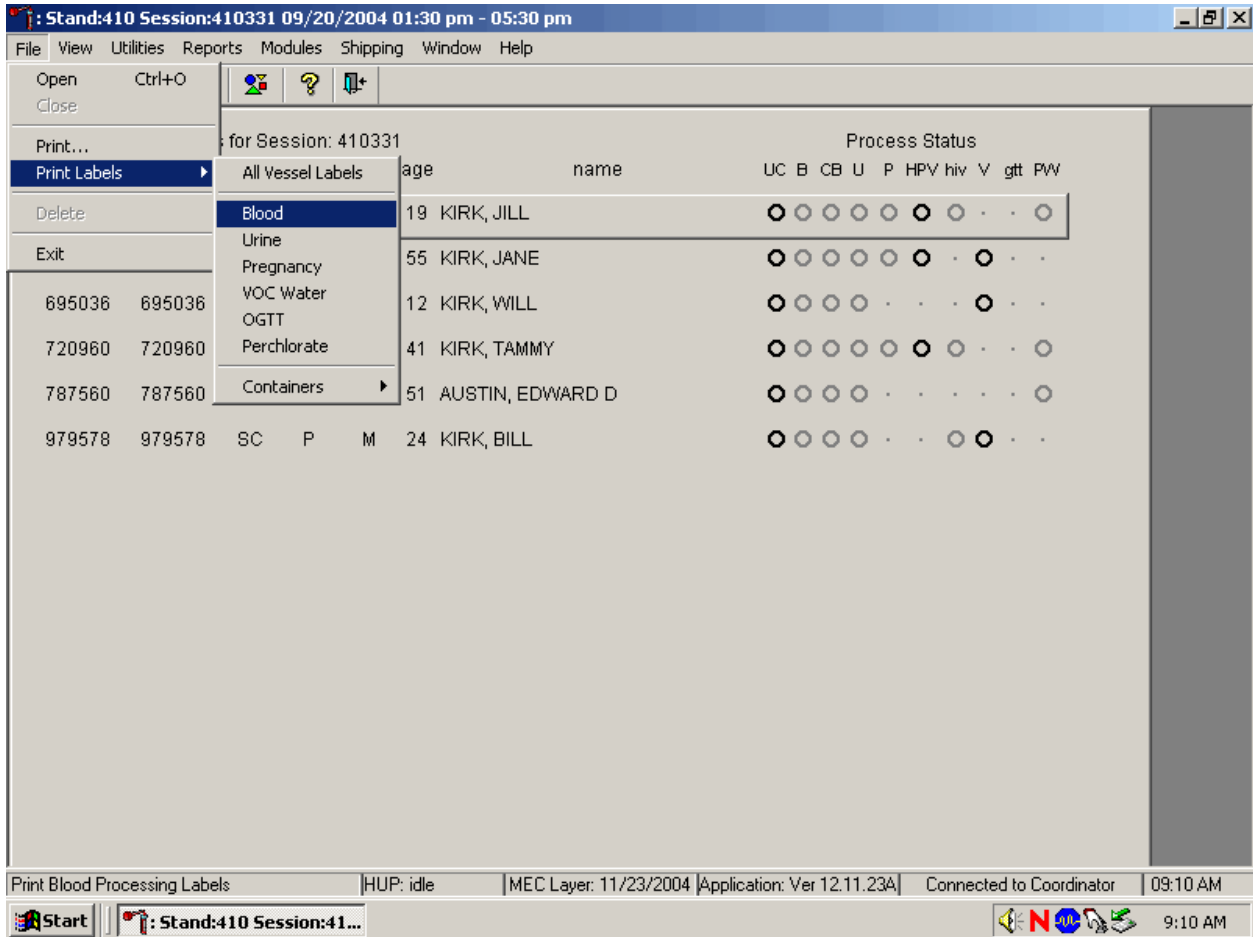 : Stand:410 Session:410331 09/20/2004 01:30 pm - 05:30 pm
File View Utilities Reports Modules Shipping Window Help
Open Ctrl+O
Close
Print...
Print Labels
Delete
Exit
All Vessel Labels
Blood
Urine
Pregnancy
VOC Water
OGTT
Perchlorate
Containers
for Session: 410331 Process Status
age name UC B CB U P HPV hiv V gtt PW
19 KIRK, JILL
55 KIRK, JANE
695036 695036 12 KIRK, WILL
720960 720960 41 KIRK, TAMMY
787560 787560 51 AUSTIN, EDWARD D
979578 979578 SC P M 24 KIRK, BILL
Print Blood Processing Labels HUP: idle MEC Layer: 11/23/2004 Application: Ver 12.11.23A Connected to Coordinator 09:10 AM
Start : Stand:410 Session:41... N 9:10 AM